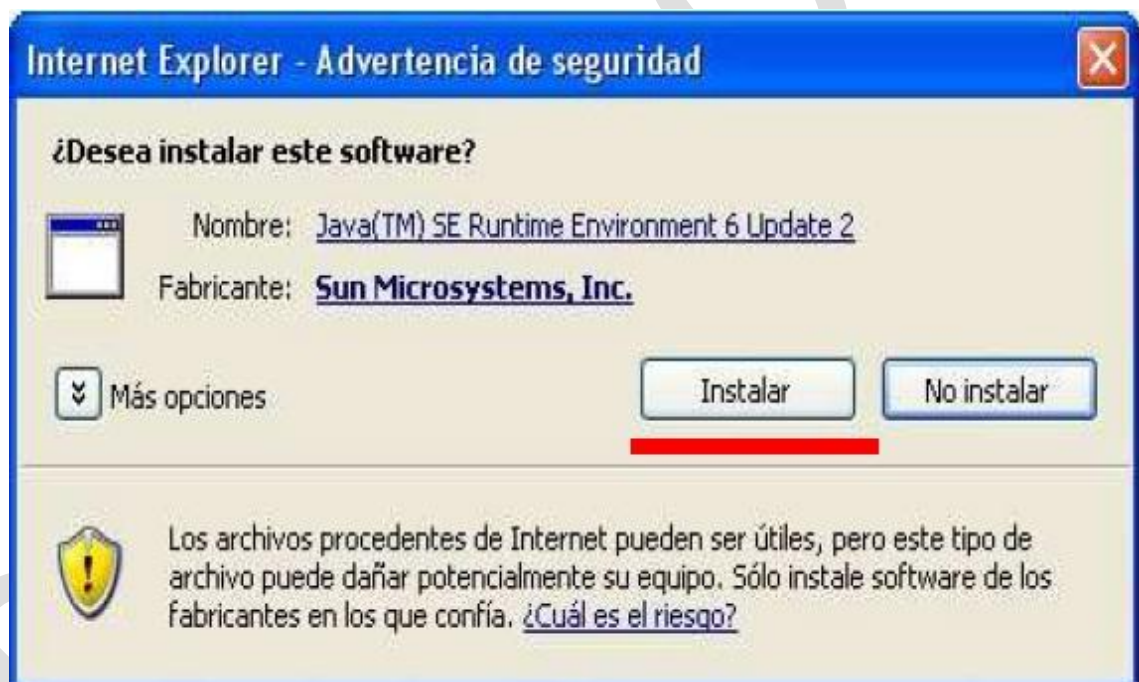 Internet Explorer - Advertencia de seguridad
¿Desea instalar este software?
Nombre: Java(TM) SE Runtime Environment 6 Update 2
Fabricante: Sun Microsystems, Inc.
Más opciones
Instalar
No instalar
Los archivos procedentes de Internet pueden ser útiles, pero este tipo de
archivo puede dañar potencialmente su equipo. Sólo instale software de los
fabricantes en los que confía. ¿Cuál es el riesgo?